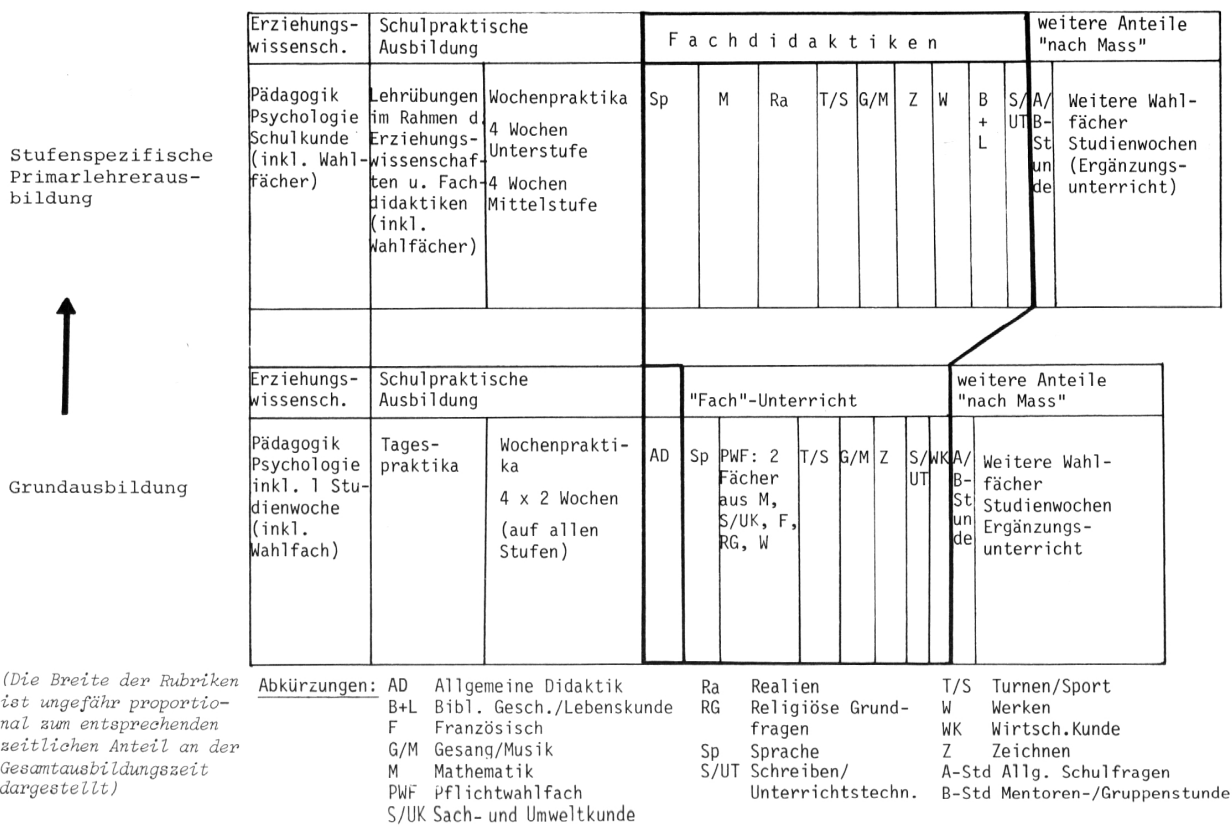 Erziehungs-
wissensch.
Schulpraktische
Ausbildung
Fachdidaktiken
weitere Anteile
"nach Mass"
Stufenspezifische
Primarlehreraus-
bildung
Pädagogik
Psychologie
Schulkunde
(inkl. Wahl-
fächer)
Lehrübungen
im Rahmen d.
Erziehungs-
wissenschaf-
ten u. Fach-
didaktiken
(inkl.
Wahlfächer)
Wochenpraktika
4 Wochen
Unterstufe
4 Wochen
Mittelstufe
Sp
M
Ra
T/S
G/M
Z
W
B
+
L
S/
UT
A/
B-
St
un
de
Weitere Wahl-
fächer
Studienwochen
(Ergänzungs-
unterricht)
Erziehungs-
wissensch.
Schulpraktische
Ausbildung
"Fach"-Unterricht
weitere Anteile
"nach Mass"
Grundausbildung
Pädagogik
Psychologie
inkl. 1 Stu-
dienwoche
(inkl.
Wahlfach)
Tages-
praktika
Wochenprakti-
ka
4 x 2 Wochen
(auf allen
Stufen)
AD
Sp
PWF: 2
Fächer
aus M,
S/UK, F,
RG, W
T/S
G/M
Z
S/
UT
WK
A/
B-
St
un
de
Weitere Wahl-
fächer
Studienwochen
Ergänzungs-
unterricht
(Die Breite der Rubriken
ist ungefähr proportio-
nal zum entsprechenden
zeitlichen Anteil an der
Gesamtausbildungszeit
dargestellt)
Abkürzungen: AD Allgemeine Didaktik
B+L Bibl. Gesch./Lebenskunde
F Französisch
G/M Gesang/Musik
M Mathematik
PWF Pflichtwahlfach
S/UK Sach- und Umweltkunde
Ra Realien
RG Religiöse Grund-
fragen
Sp Sprache
S/UT Schreiben/
Unterrichtstechn.
T/S Turnen/Sport
W Werken
WK Wirtsch.Kunde
Z Zeichnen
A-Std Allg. Schulfragen
B-Std Mentoren-/Gruppenstunde